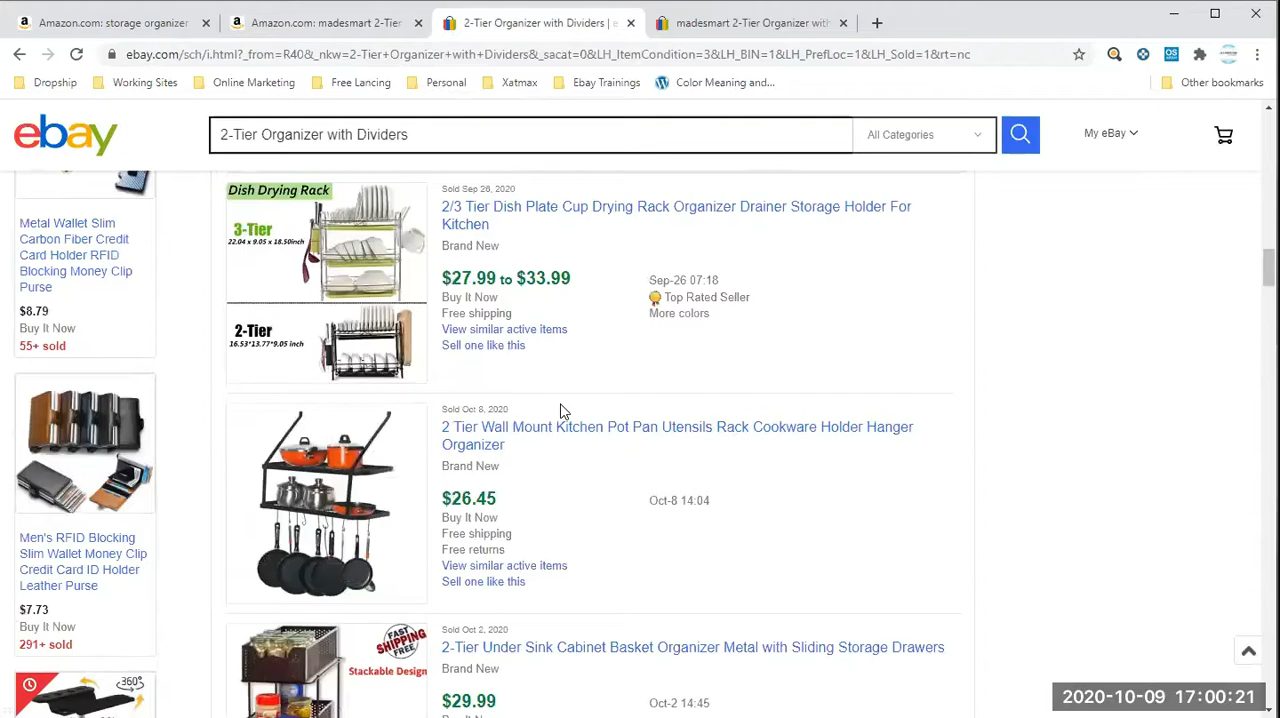 Amazon.com: storage organizer
Amazon.com: madesmart 2-Tier
2-Tier Organizer with Dividers | e
madesmart 2-Tier Organizer with
ebay.com/sch/i.html?_from=R40&_nkw=2-Tier+Organizer+with+Dividers&_sacat=0&LH_ItemCondition=3&LH_BIN=1&LH_PrefLoc=1&LH_Sold=1&rt=nc
Dropship
Working Sites
Online Marketing
Free Lancing
Personal
Xatmax
Ebay Trainings
Color Meaning and...
Other bookmarks
ebay
2-Tier Organizer with Dividers
All Categories
My eBay
Metal Wallet Slim
Carbon Fiber Credit
Card Holder RFID
Blocking Money Clip
Purse
$8.79
Buy It Now
55+ sold
Men's RFID Blocking
Slim Wallet Money Clip
Credit Card ID Holder
Leather Purse
$7.73
Buy It Now
291+ sold
360°
Dish Drying Rack
3-Tier
22.04 x 9.05 x 18.50inch
2-Tier
16.53*13.77*9.05 inch
Sold Sep 26, 2020
2/3 Tier Dish Plate Cup Drying Rack Organizer Drainer Storage Holder For
Kitchen
Brand New
$27.99 to $33.99
Sep-26 07:18
Buy It Now
Top Rated Seller
Free shipping
More colors
View similar active items
Sell one like this
Sold Oct 8, 2020
2 Tier Wall Mount Kitchen Pot Pan Utensils Rack Cookware Holder Hanger
Organizer
Brand New
$26.45
Oct-8 14:04
Buy It Now
Free shipping
Free returns
View similar active items
Sell one like this
FAST
SHIPPING
Stackable Design
Sold Oct 2, 2020
2-Tier Under Sink Cabinet Basket Organizer Metal with Sliding Storage Drawers
Brand New
$29.99
Oct-2 14:45
2020-10-09 17:00:21